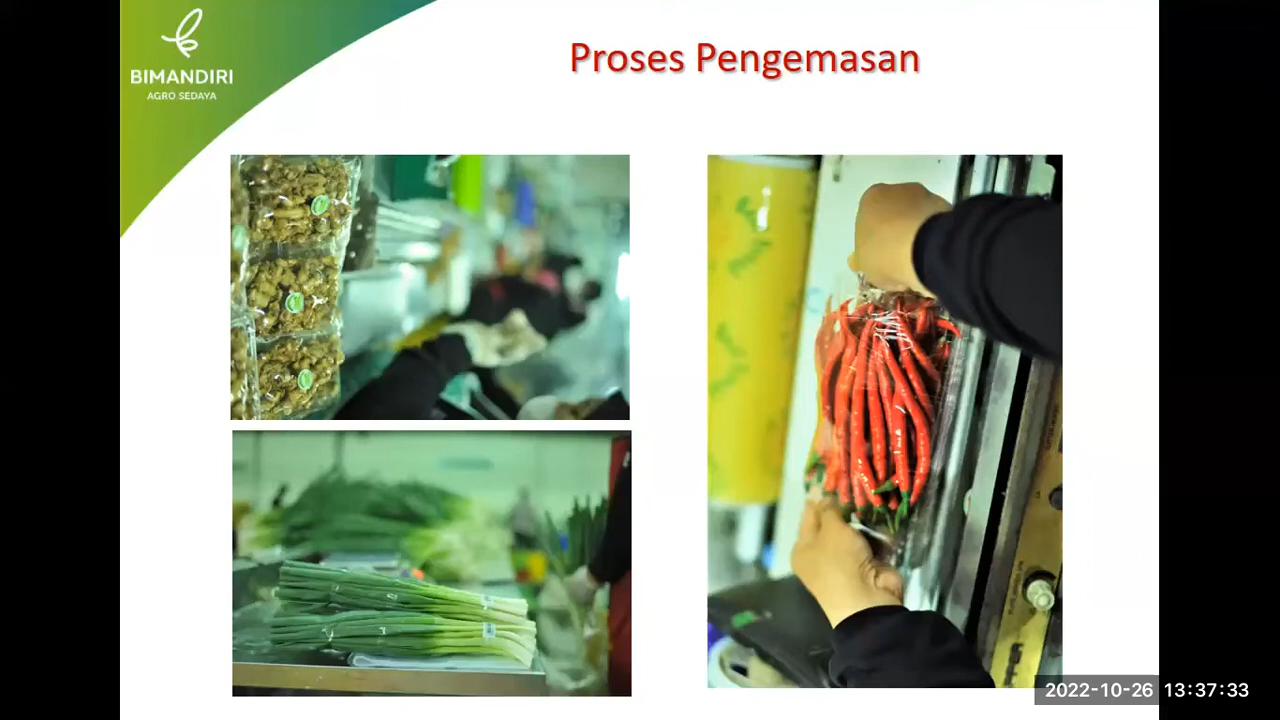 BIMANDIRI
AGRO SEDAYA
Proses Pengemasan
2022-10-26 13:37:33